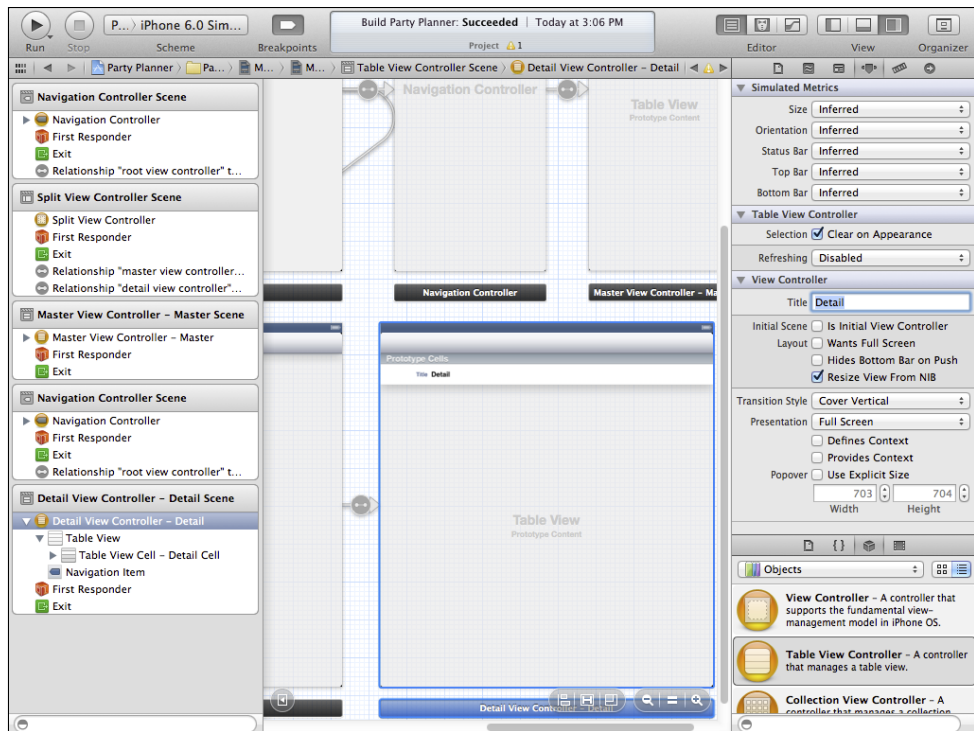 P... › iPhone 6.0 Sim...
Build Party Planner: Succeeded | Today at 3:06 PM
Project 1
Run Stop Scheme Breakpoints Editor View Organizer
Party Planner › Pa... › M... › M... › Table View Controller Scene › Detail View Controller – Detail
Navigation Controller Scene
Navigation Controller
First Responder
Exit
Relationship "root view controller" t...
Split View Controller Scene
Split View Controller
First Responder
Exit
Relationship "master view controller...
Relationship "detail view controller"...
Master View Controller – Master Scene
Master View Controller – Master
First Responder
Exit
Navigation Controller Scene
Navigation Controller
First Responder
Exit
Relationship "root view controller" t...
Detail View Controller – Detail Scene
Detail View Controller – Detail
Table View
Table View Cell – Detail Cell
Navigation Item
First Responder
Exit
Navigation Controller
Table View
Prototype Content
Navigation Controller
Master View Controller – Ma
Prototype Cells
Title Detail
Table View
Prototype Content
Detail View Controller – Detail
Simulated Metrics
Size Inferred
Orientation Inferred
Status Bar Inferred
Top Bar Inferred
Bottom Bar Inferred
Table View Controller
Selection Clear on Appearance
Refreshing Disabled
View Controller
Title Detail
Initial Scene Is Initial View Controller
Layout Wants Full Screen
Hides Bottom Bar on Push
Resize View From NIB
Transition Style Cover Vertical
Presentation Full Screen
Defines Context
Provides Context
Popover Use Explicit Size
703 704
Width Height
{ }
Objects
View Controller – A controller that
supports the fundamental view-
management model in iPhone OS.
Table View Controller – A controller
that manages a table view.
Collection View Controller – A
controller that manages a collection